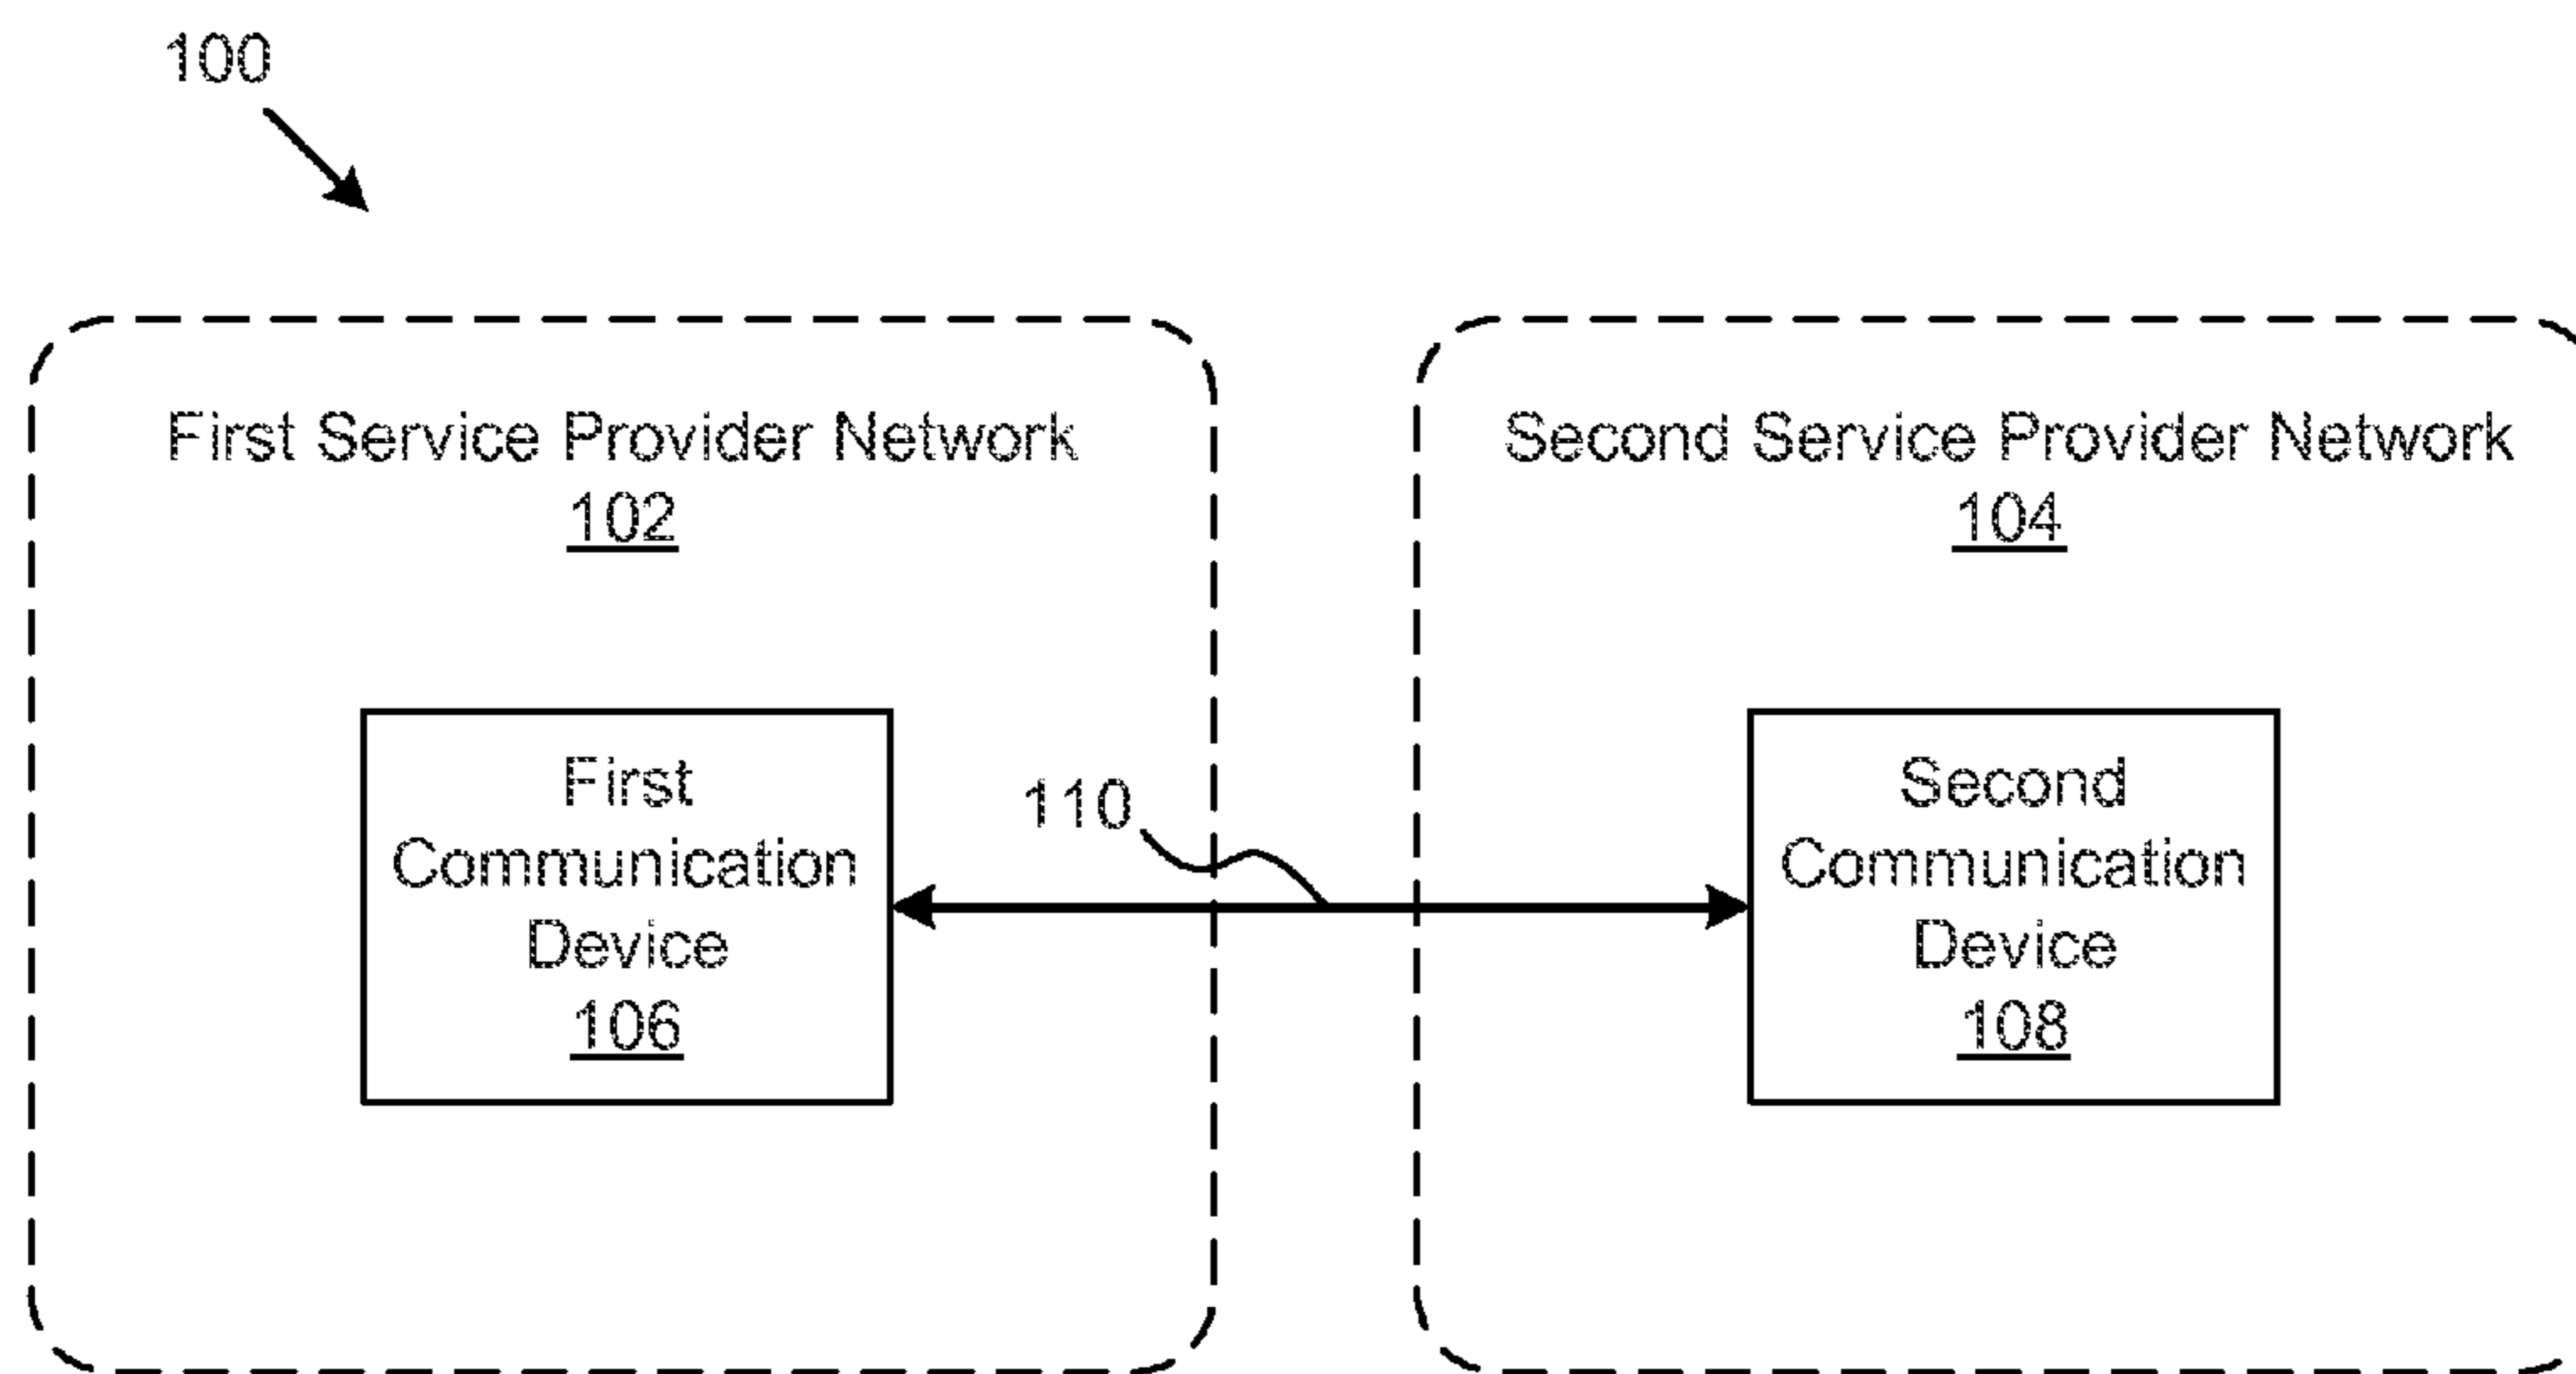 100
First Service Provider Network
102
Second Service Provider Network
104
First
Communication
Device
106
110
Second
Communication
Device
108